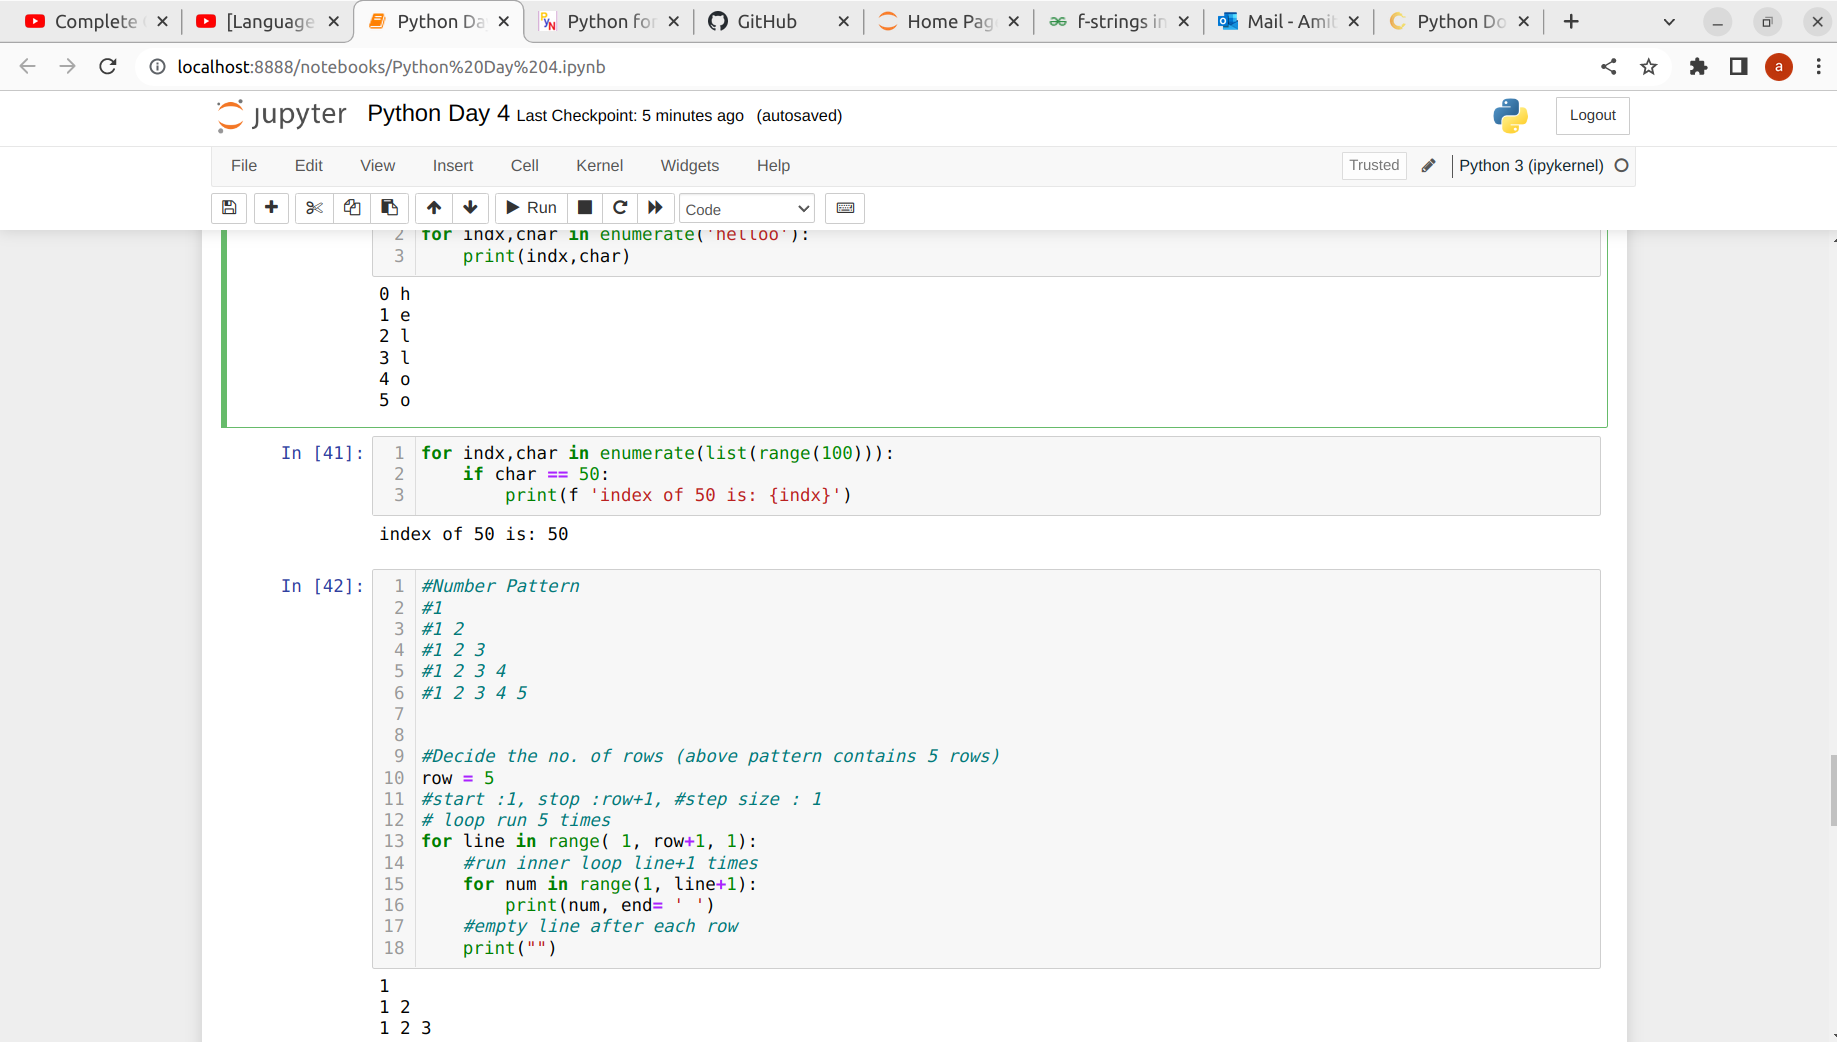 Complete
[Language
Python Da
Python for
GitHub
Home Pag
f-strings in
Mail - Amit
Python Do
localhost:8888/notebooks/Python%20Day%204.ipynb
a
jupyter Python Day 4 Last Checkpoint: 5 minutes ago (autosaved)
Logout
File Edit View Insert Cell Kernel Widgets Help
Trusted
Python 3 (ipykernel)
Run
Code
2 for indx,char in enumerate('helloo'):
3     print(indx,char)
0 h
1 e
2 l
3 l
4 o
5 o
In [41]:
1 for indx,char in enumerate(list(range(100))):
2     if char == 50:
3         print(f 'index of 50 is: {indx}')
index of 50 is: 50
In [42]:
1 #Number Pattern
2 #1
3 #1 2
4 #1 2 3
5 #1 2 3 4
6 #1 2 3 4 5
7
8
9 #Decide the no. of rows (above pattern contains 5 rows)
10 row = 5
11 #start :1, stop :row+1, #step size : 1
12 # loop run 5 times
13 for line in range( 1, row+1, 1):
14     #run inner loop line+1 times
15     for num in range(1, line+1):
16         print(num, end= ' ')
17     #empty line after each row
18     print("")
1
1 2
1 2 3